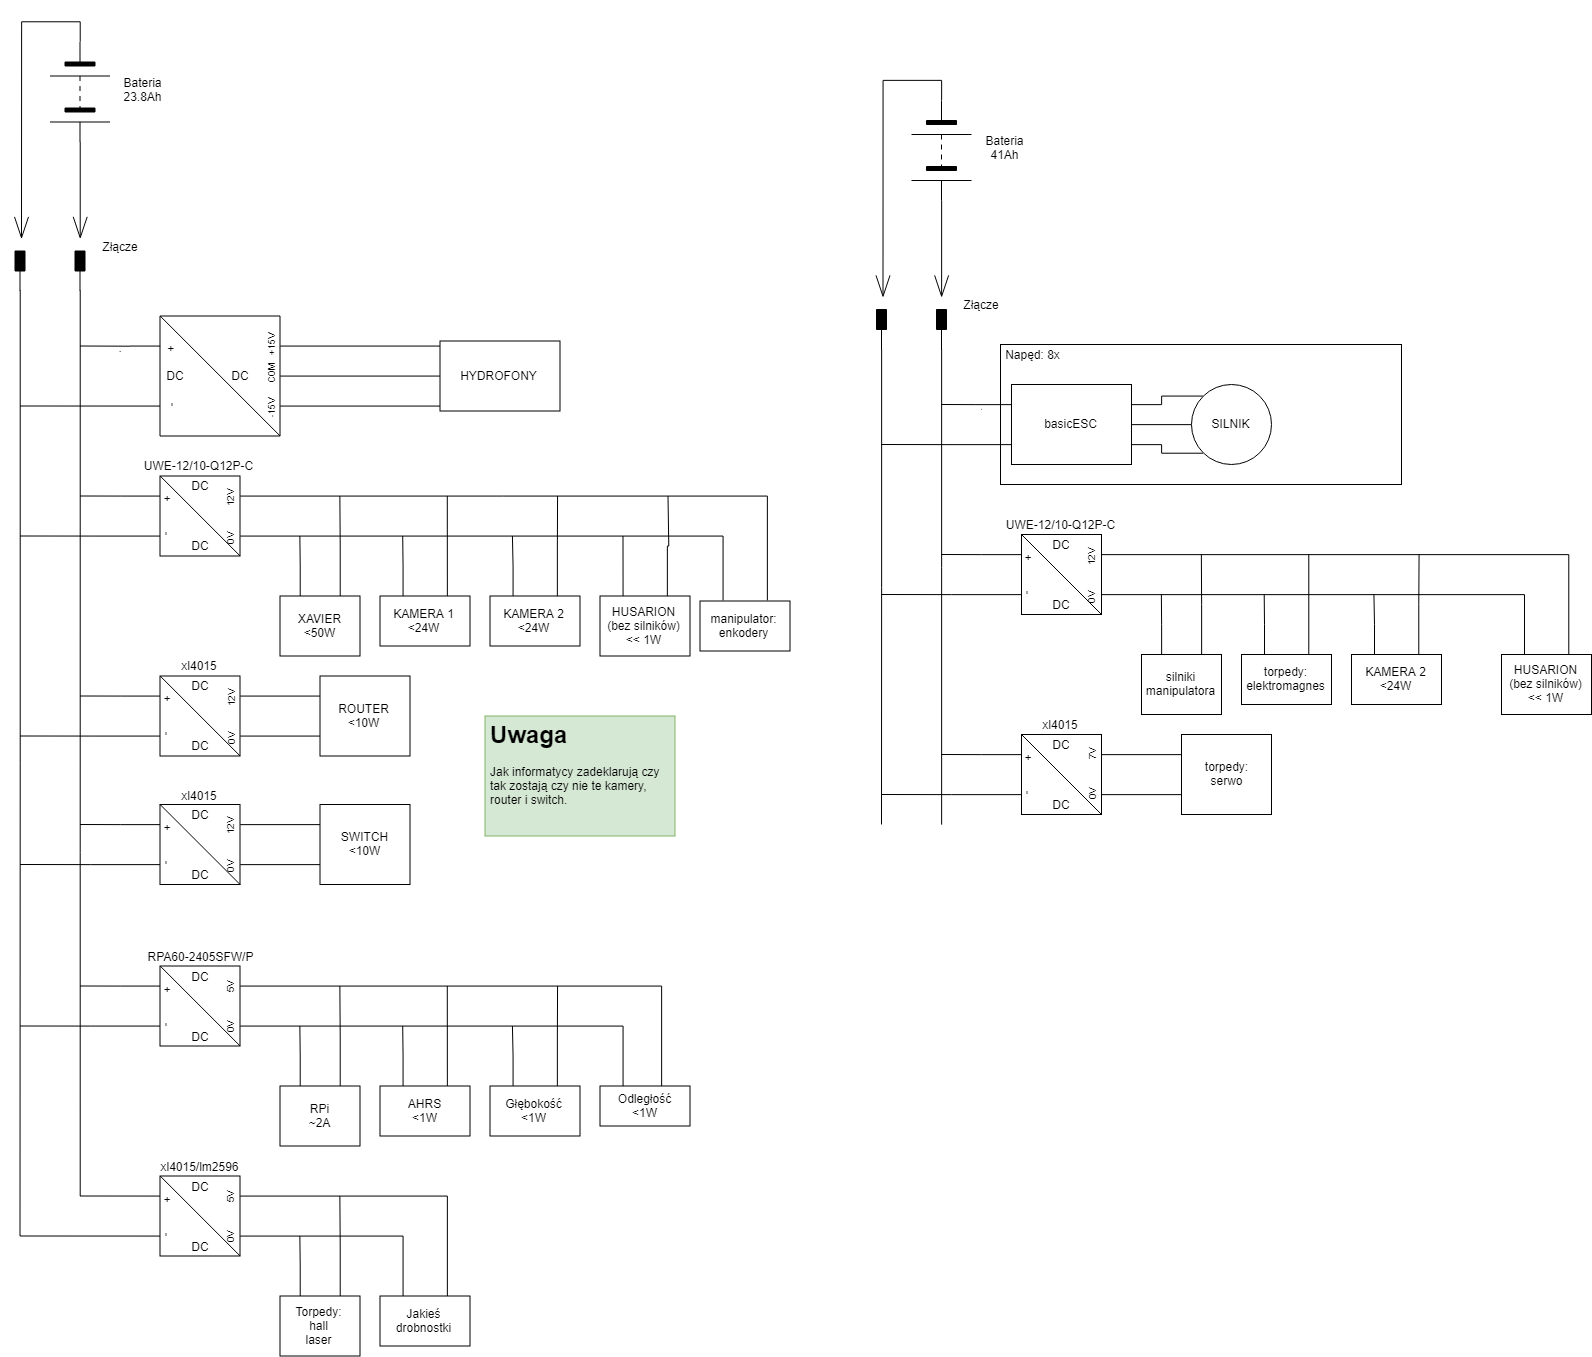 Bateria
23.8Ah
Złącze
+
DC
-
DC
+15V
COM
-15V
HYDROFONY
UWE-12/10-Q12P-C
DC
+
12V
-
0V
DC
XAVIER
<50W
KAMERA 1
<24W
KAMERA 2
<24W
HUSARION
(bez silników)
<< 1W
manipulator:
enkodery
xl4015
DC
+
12V
-
0V
DC
ROUTER
<10W
Uwaga
Jak informatycy zadeklarują czy
tak zostają czy nie te kamery,
router i switch.
xl4015
DC
+
12V
-
0V
DC
SWITCH
<10W
RPA60-2405SFW/P
DC
+
5V
-
0V
DC
RPi
~2A
AHRS
<1W
Głębokość
<1W
Odległość
<1W
xl4015/lm2596
DC
+
5V
-
0V
DC
Torpedy:
hall
laser
Jakieś
drobnostki
Bateria
41Ah
Złącze
Napęd: 8x
basicESC
SILNIK
UWE-12/10-Q12P-C
DC
+
12V
-
0V
DC
silniki
manipulatora
torpedy:
elektromagnes
KAMERA 2
<24W
HUSARION
(bez silników)
<< 1W
xl4015
DC
+
7V
-
0V
DC
torpedy:
serwo